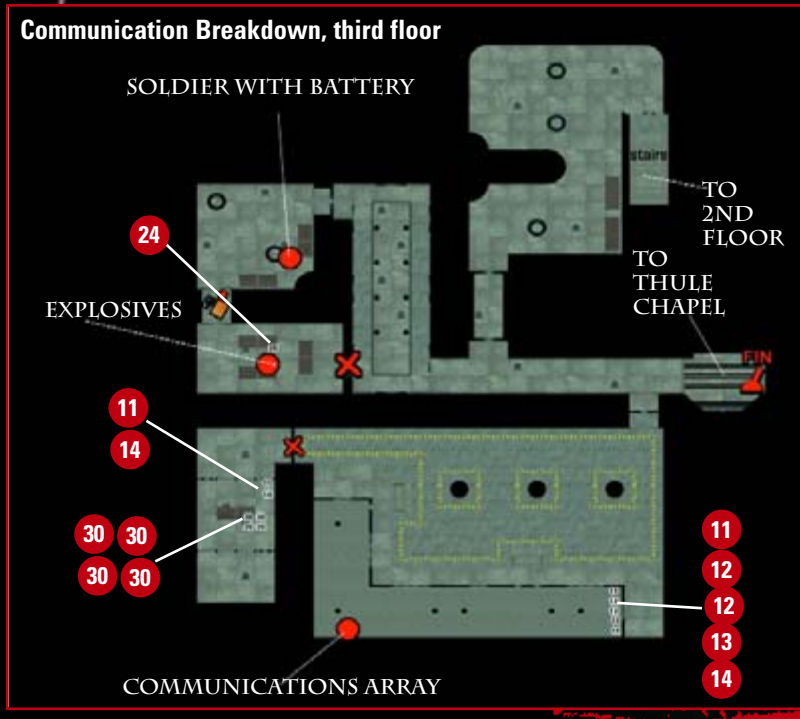 Communication Breakdown, third floor
SOLDIER WITH BATTERY
stairs
TO
2ND
FLOOR
24
TO
THULE
CHAPEL
EXPLOSIVES
FIN
11
14
30 30
30 30
11
12
12
13
14
COMMUNICATIONS ARRAY